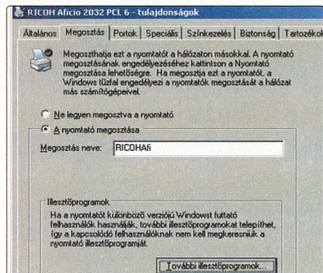 RICOH Aficio 2032 PCL 6 - tulajdonságok
Általános Megosztás Portok Speciális Színkezelés Biztonság Tartozékok
Megoszthatja ezt a nyomtatót a hálózaton másokkal. A nyomtató
megosztásának engedélyezéséhez kattintson a Nyomtató
megosztása lehetőségre. Ha megosztja ezt a nyomtatót, a
Windows tűzfal engedélyezi a nyomtatók megosztását a hálózat
más számítógépeivel.
Ne legyen megosztva a nyomtató
A nyomtató megosztása
Megosztás neve: RICOHAfi
Illesztőprogramok
Ha a nyomtatót különböző verziójú Windowst futtató
felhasználók használják, további illesztőprogramokat telepíthet,
így a kapcsolódó felhasználóknak nem kell megkeresniük a
nyomtató illesztőprogramját.
További illesztőprogramok...